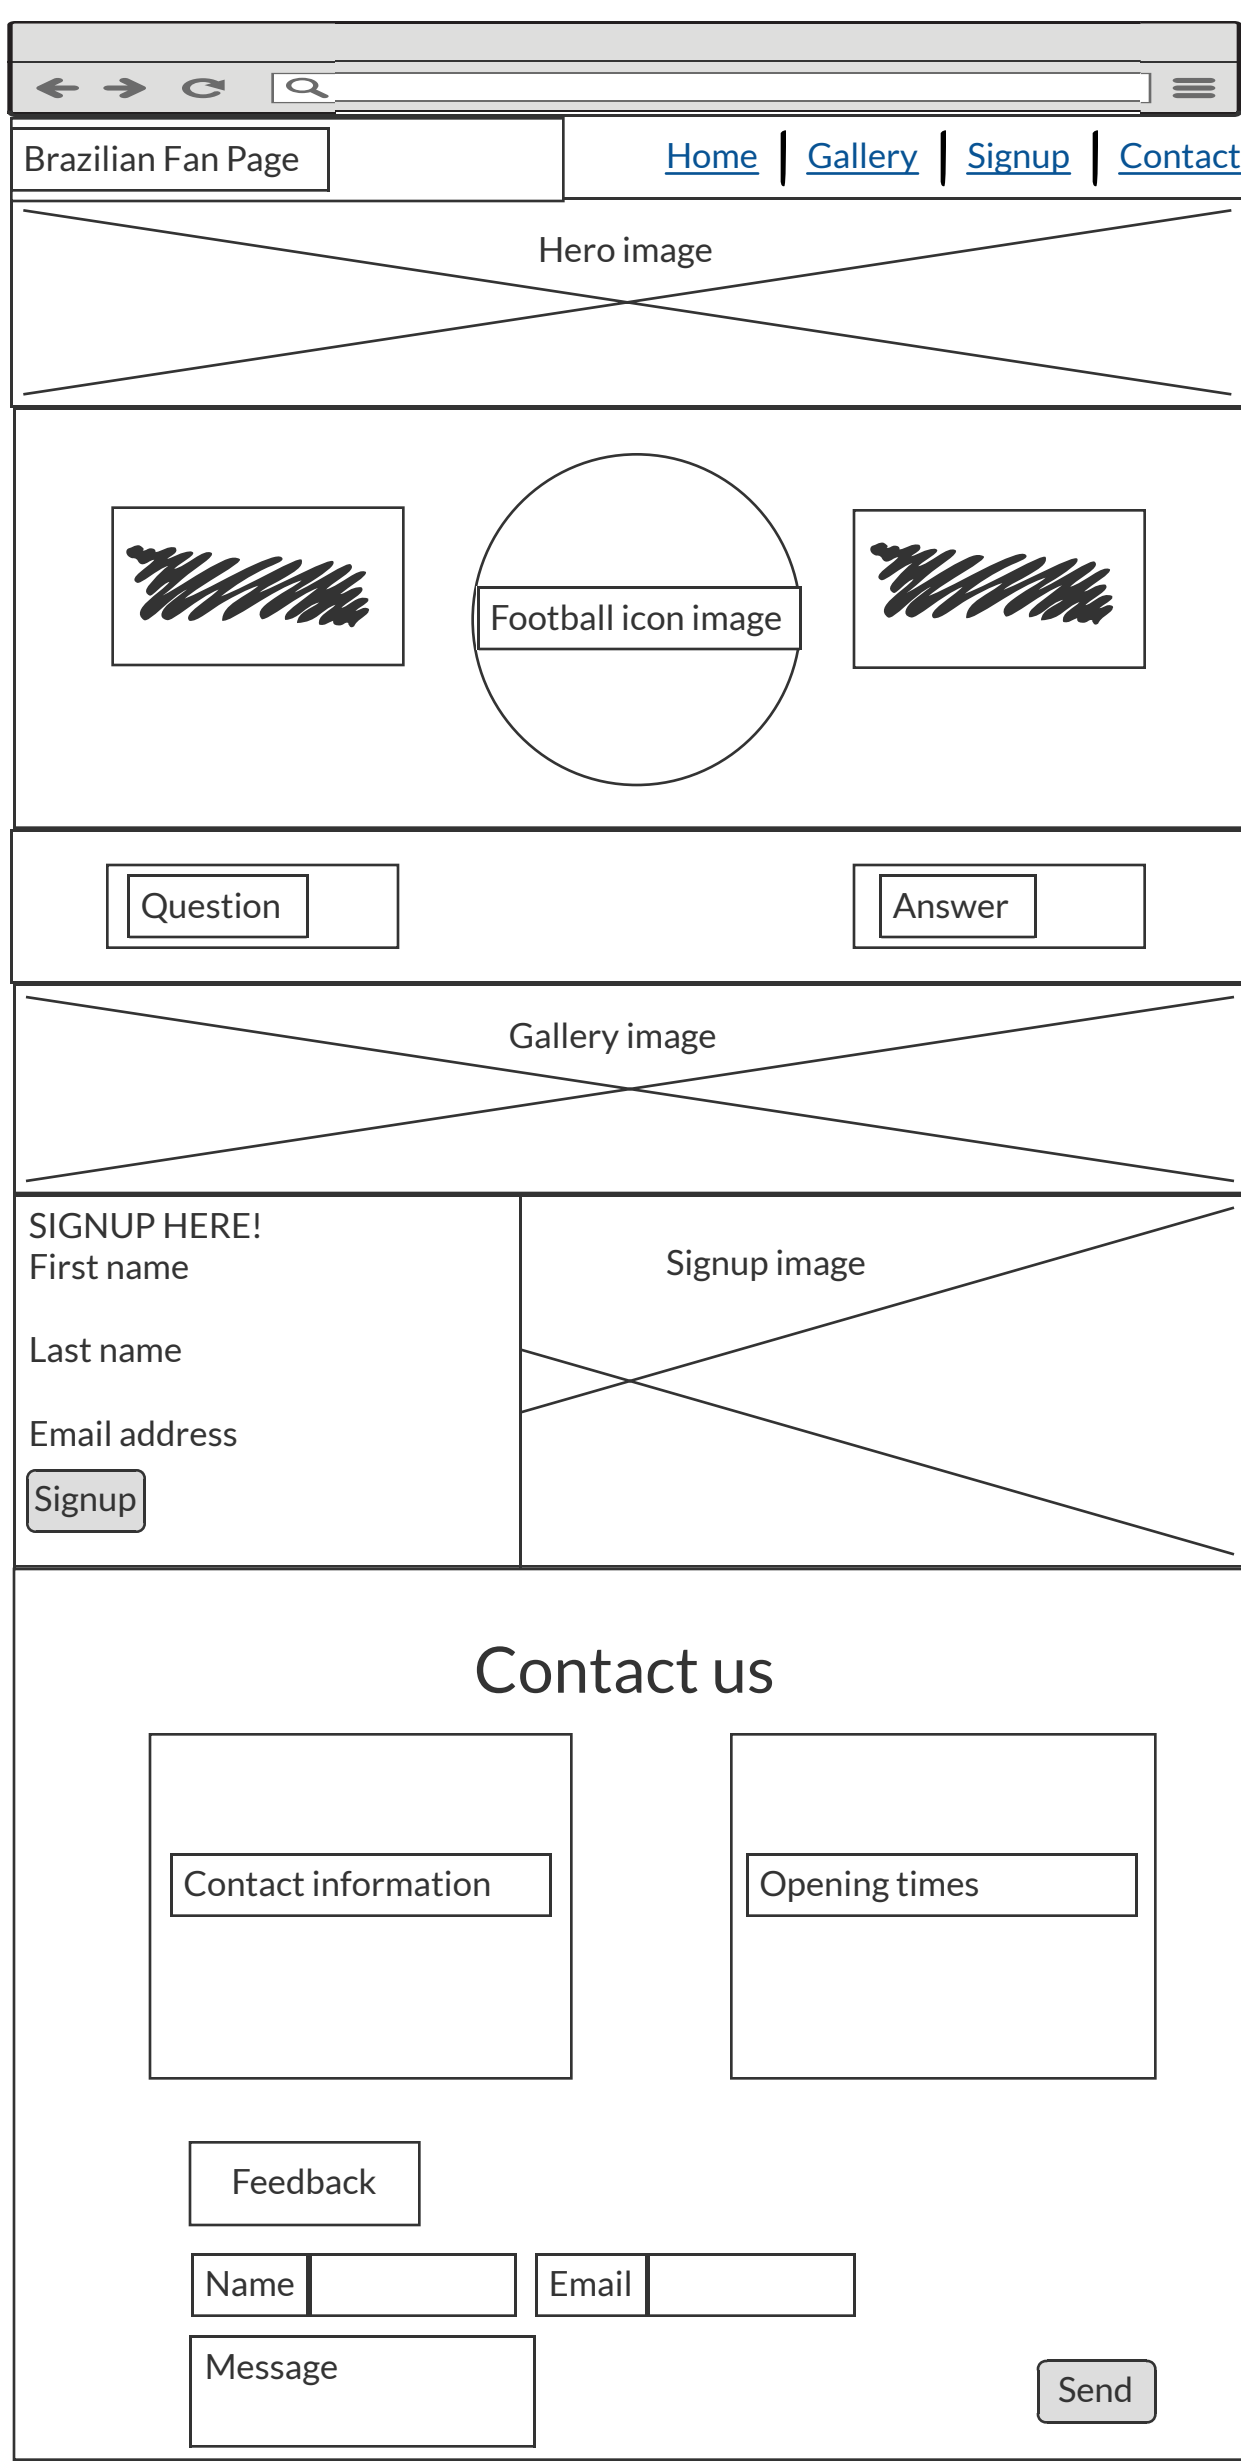 Brazilian Fan Page
Home Gallery Signup Contact
Hero image
Football icon image
Question
Answer
Gallery image
SIGNUP HERE!
First name
Last name
Email address
Signup
Signup image
Contact us
Contact information
Opening times
Feedback
Name
Email
Message
Send